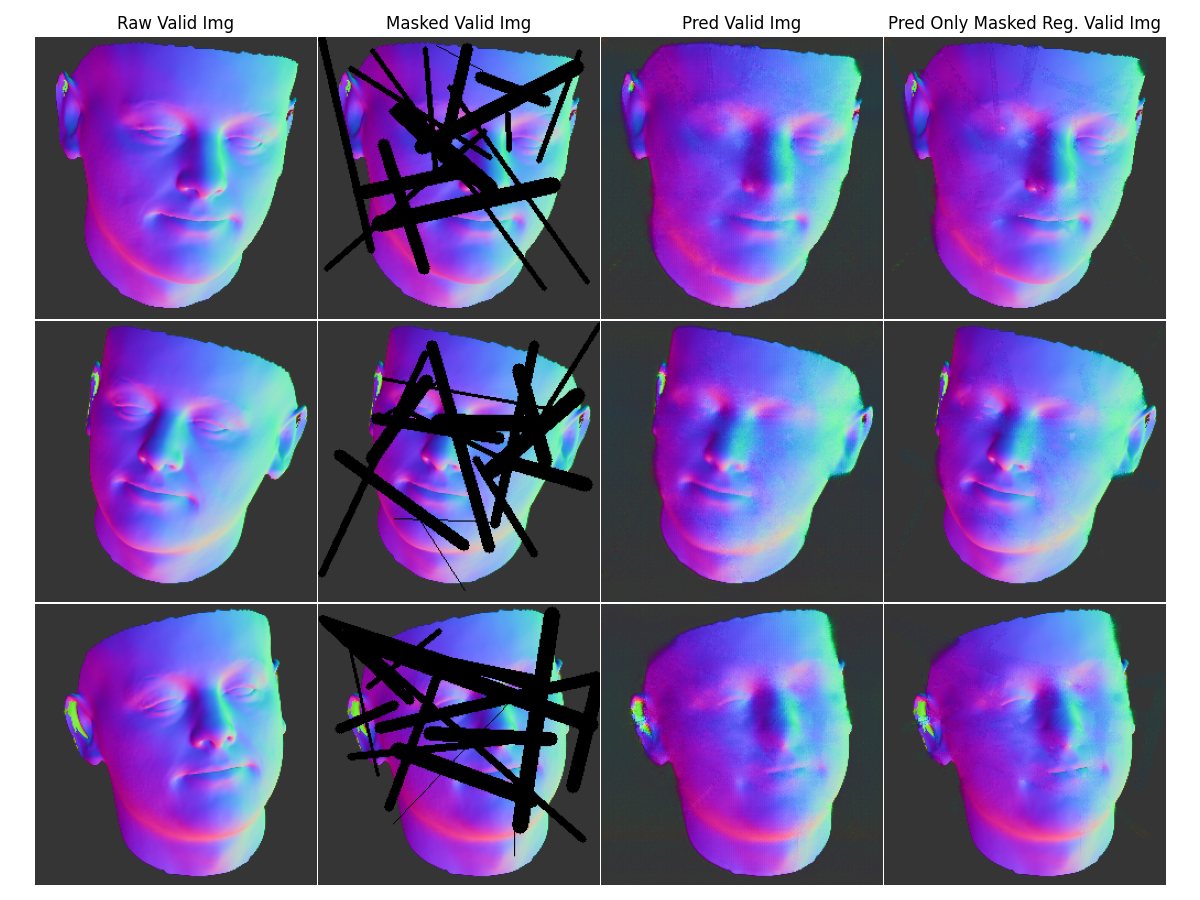 Raw Valid Img
Masked Valid Img
Pred Valid Img
Pred Only Masked Reg. Valid Img